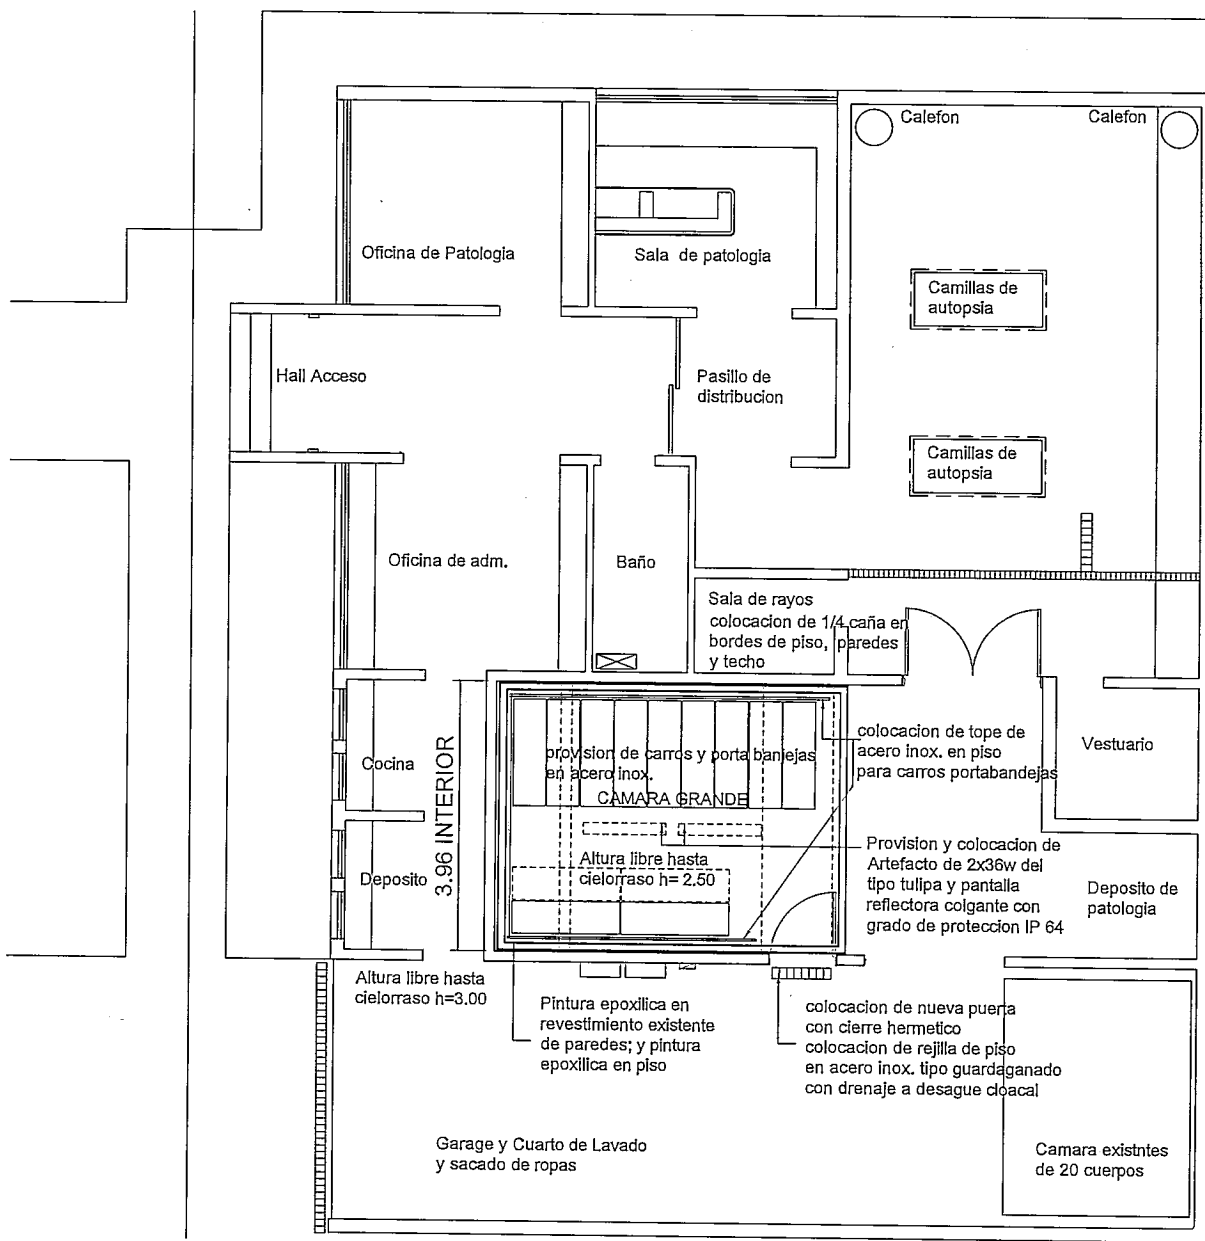 Calefon
Calefon
Oficina de Patologia
Sala de patologia
Camillas de
autopsia
Hall Acceso
Pasillo de
distribucion
Camillas de
autopsia
Oficina de adm.
Baño
Sala de rayos
colocacion de 1/4 caña en
bordes de piso, paredes
y techo
colocacion de tope de
acero inox. en piso
para carros portabandejas
Vestuario
provision de carros y porta baniejas
en acero inox.
CAMARA GRANDE
Cocina
3.96 INTERIOR
Altura libre hasta
cielorraso h= 2.50
Provision y colocacion de
Artefacto de 2x36w del
tipo tulipa y pantalla
reflectora colgante con
grado de proteccion IP 64
Deposito
Deposito de
patologia
Altura libre hasta
cielorraso h=3.00
Pintura epoxilica en
revestimiento existente
de paredes; y pintura
epoxilica en piso
colocacion de nueva puerta
con cierre hermetico
colocacion de rejilla de piso
en acero inox. tipo guardaganado
con drenaje a desague cloacal
Garage y Cuarto de Lavado
y sacado de ropas
Camara existntes
de 20 cuerpos